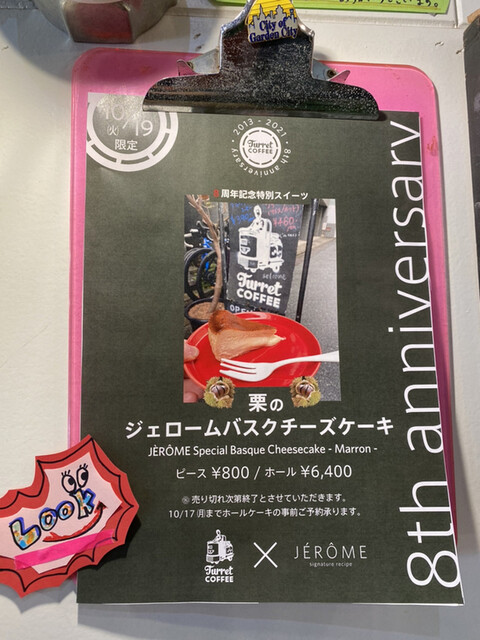 City of
Garden City
10/19
(火)
限定
2013 - 2021 • 8th anniversary •
Turret
COFFEE
8周年記念特別スイーツ
welcome
Turret
COFFEE
OPEN
栗の
ジェロームバスクチーズケーキ
JÉRÔME Special Basque Cheesecake - Marron -
ピース ¥800 / ホール ¥6,400
※売り切れ次第終了とさせていただきます。
10/17 (月)までホールケーキの事前ご予約承ります。
Turret
COFFEE
×
JÉRÔME
signature recipe
8th anniversary
book